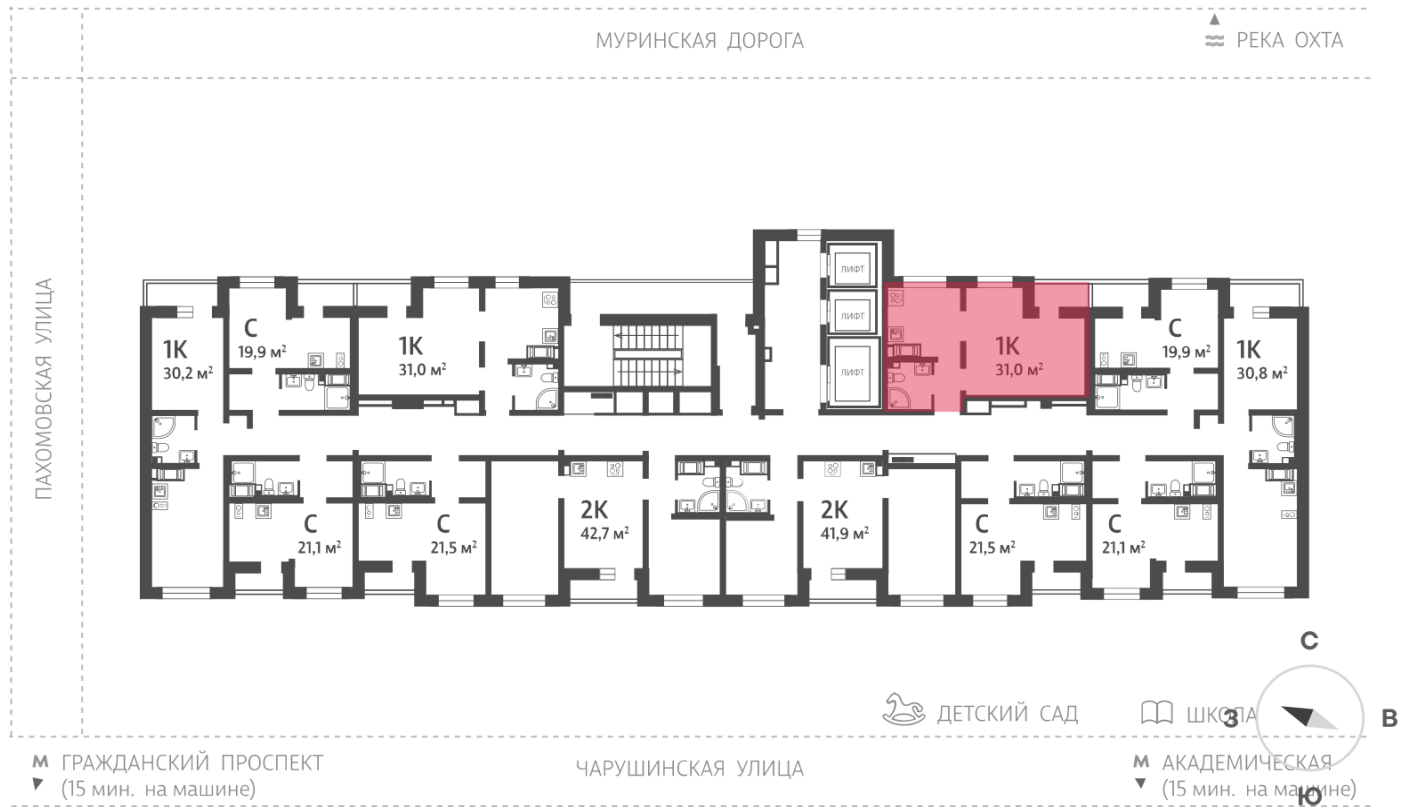 МУРИНСКАЯ ДОРОГА
РЕКА ОХТА
ПАХОМОВСКАЯ УЛИЦА
ЛИФТ
ЛИФТ
ЛИФТ
1К
30,2 м²
С
19,9 м²
1К
31,0 м²
1К
31,0 м²
С
19,9 м²
1К
30,8 м²
С
21,1 м²
С
21,5 м²
2К
42,7 м²
2К
41,9 м²
С
21,5 м²
С
21,1 м²
С
З
В
Ю
ДЕТСКИЙ САД
ШКОЛА
М ГРАЖДАНСКИЙ ПРОСПЕКТ
(15 мин. на машине)
ЧАРУШИНСКАЯ УЛИЦА
М АКАДЕМИЧЕСКАЯ
(15 мин. на машине)